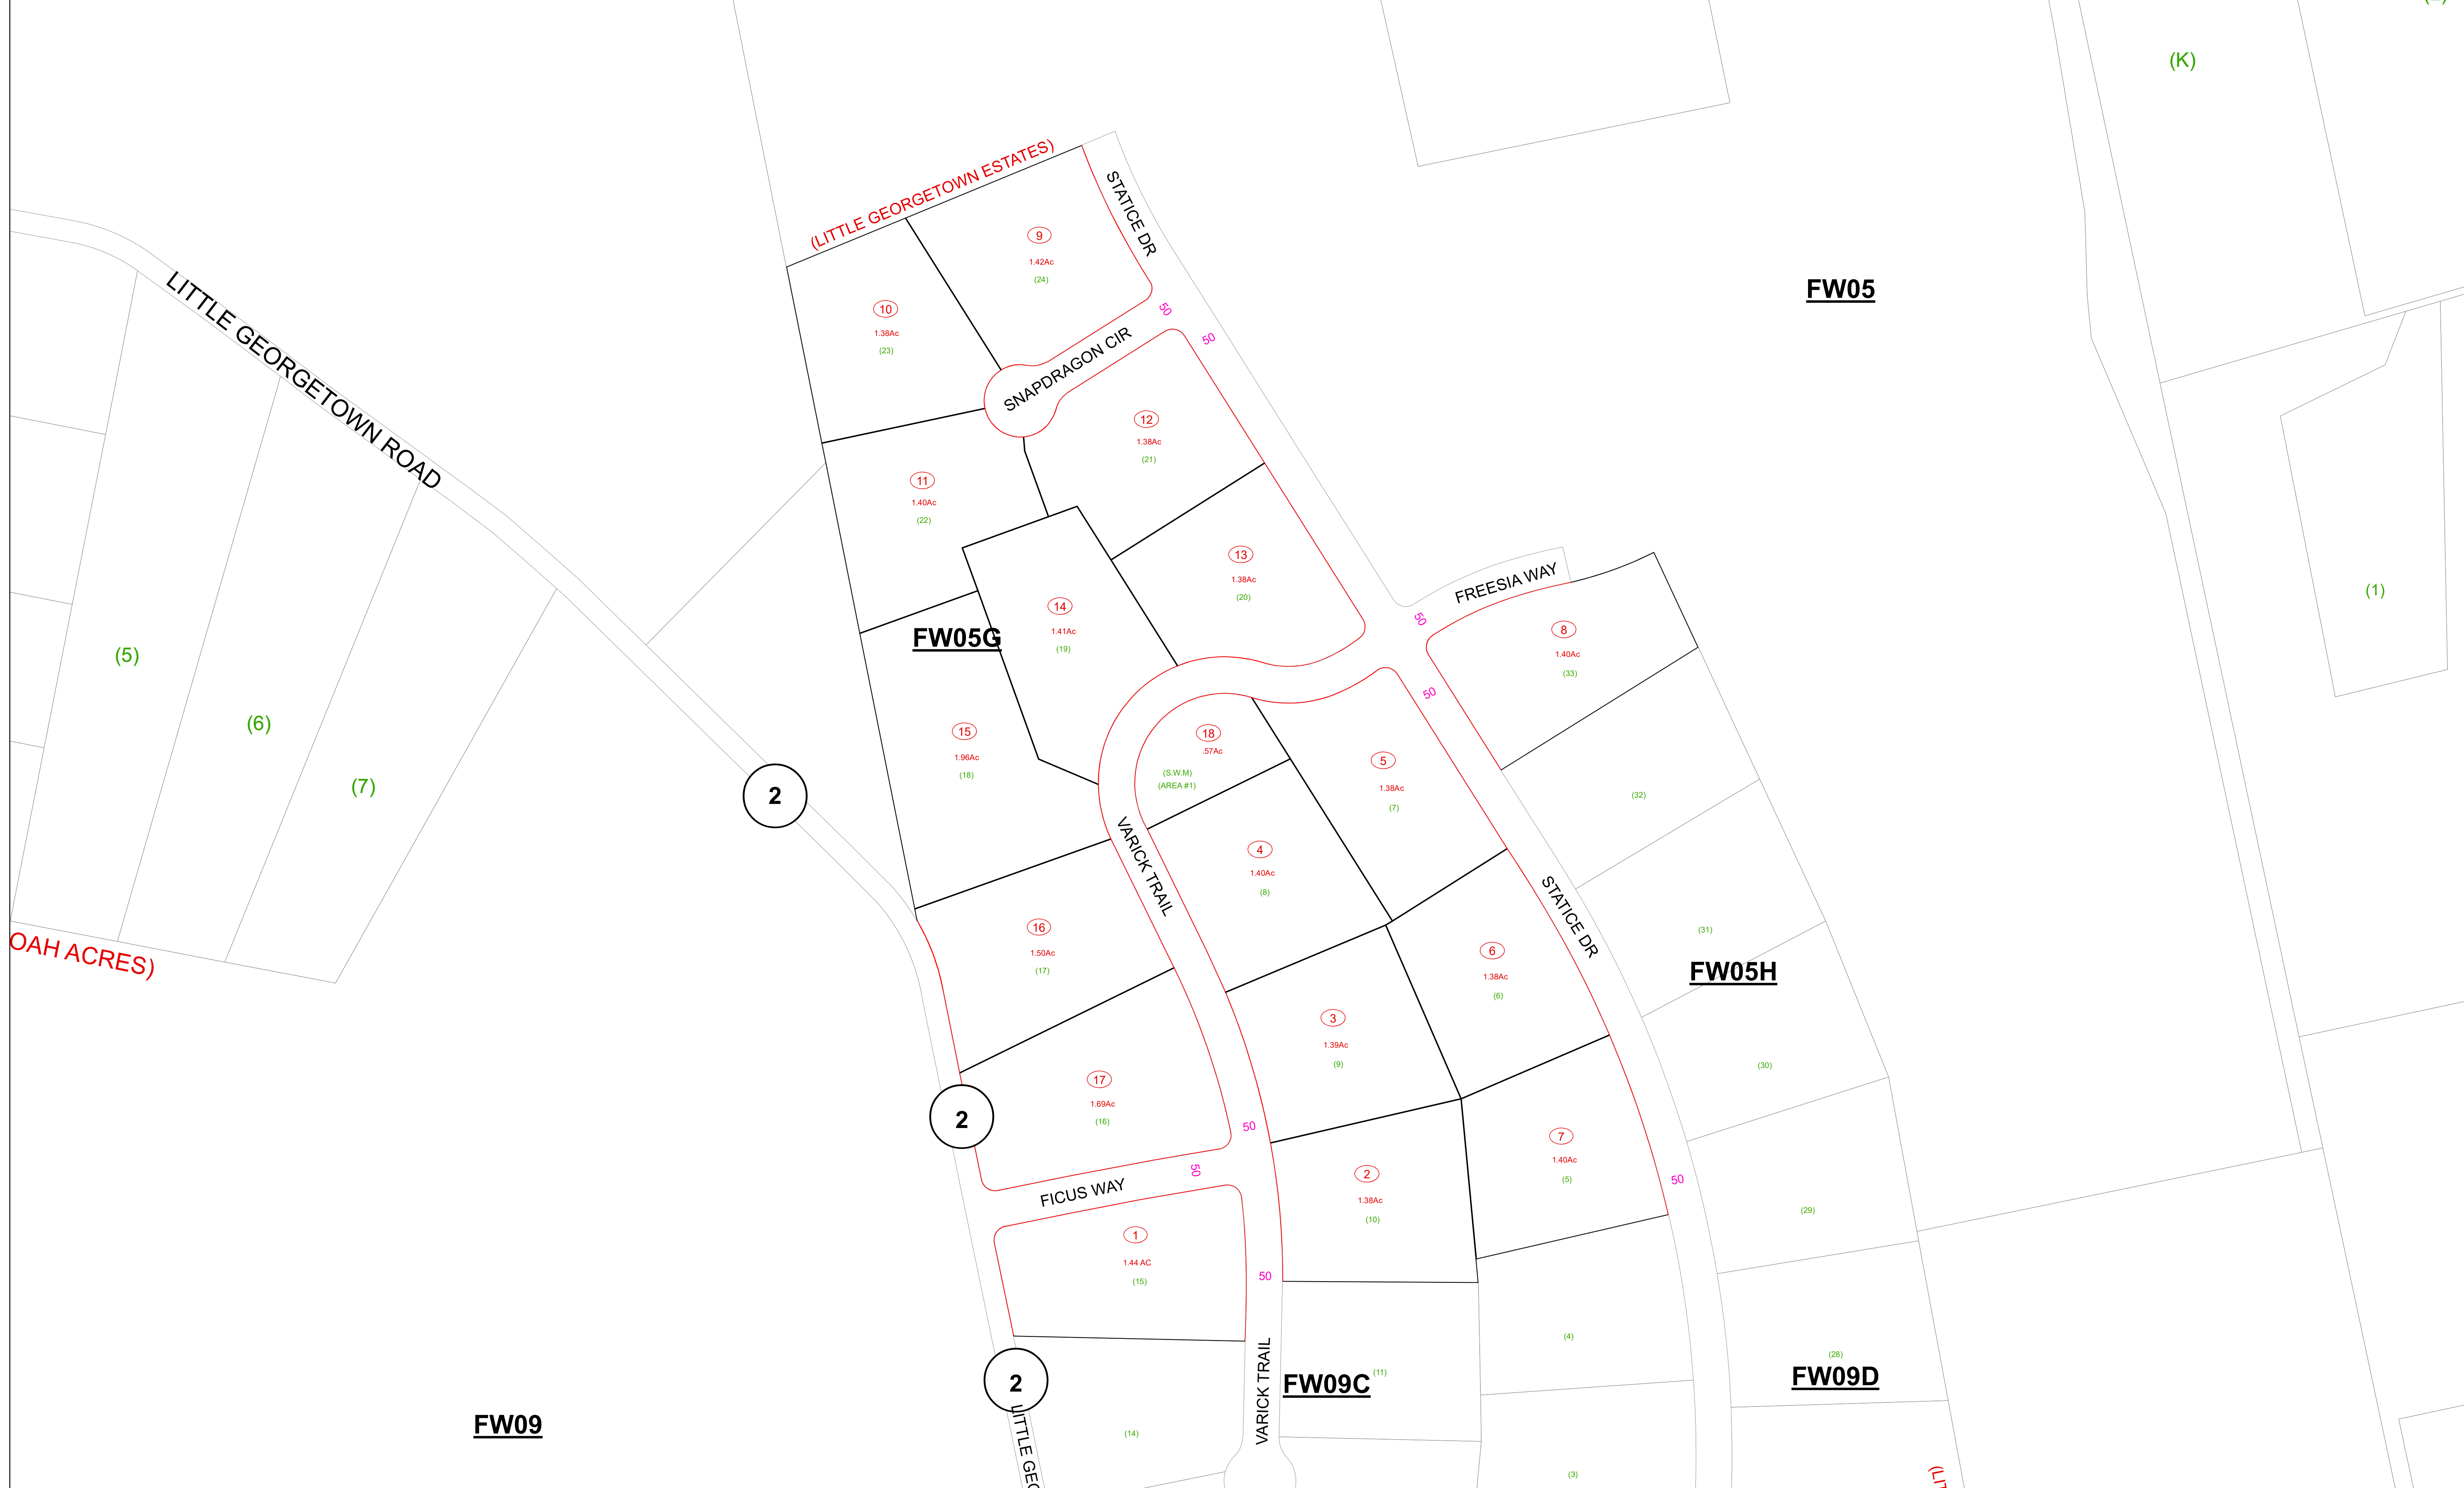 (K)
(LITTLE GEORGETOWN ESTATES)
STATICE DR
9
1.42Ac
(24)
FW05
LITTLE GEORGETOWN ROAD
10
1.38Ac
(23)
50
50
SNAPDRAGON CIR
12
1.38Ac
(21)
11
1.40Ac
(22)
13
1.38Ac
(20)
FREESIA WAY
(1)
14
1.41Ac
(19)
FW05G
50
8
1.40Ac
(33)
(5)
(6)
(7)
50
15
1.96Ac
(18)
18
.57Ac
(S.W.M)
(AREA #1)
5
1.38Ac
(7)
2
(32)
VARICK TRAIL
4
1.40Ac
(8)
STATICE DR
OAH ACRES)
16
1.50Ac
(17)
6
1.38Ac
(6)
(31)
FW05H
3
1.39Ac
(9)
(30)
17
1.69Ac
(16)
2
50
7
1.40Ac
(5)
50
50
2
1.38Ac
(10)
FICUS WAY
(29)
1
1.44 AC
(15)
50
(4)
(28)
FW09D
VARICK TRAIL
FW09C
(11)
2
LITTLE GEO
FW09
(14)
(3)
(LIT